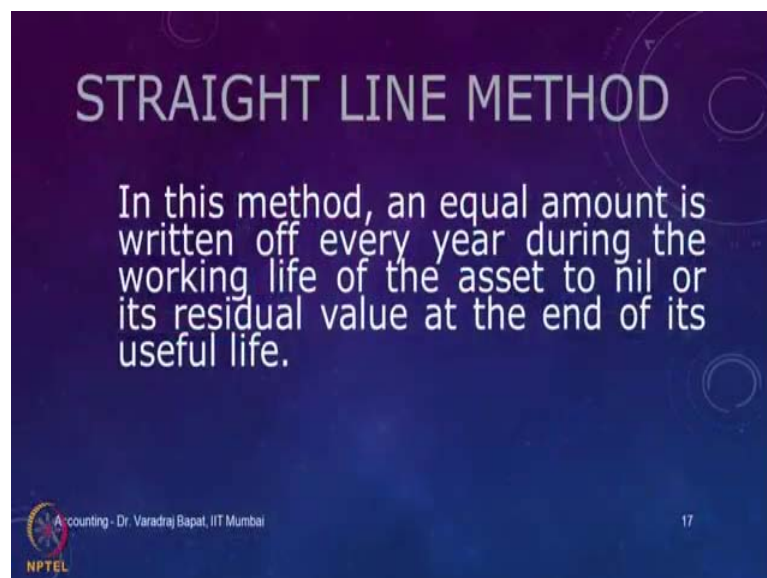 STRAIGHT LINE METHOD
In this method, an equal amount is
written off every year during the
working life of the asset to nil or
its residual value at the end of its
useful life.
Accounting - Dr. Varadraj Bapat, IIT Mumbai
17
NPTEL